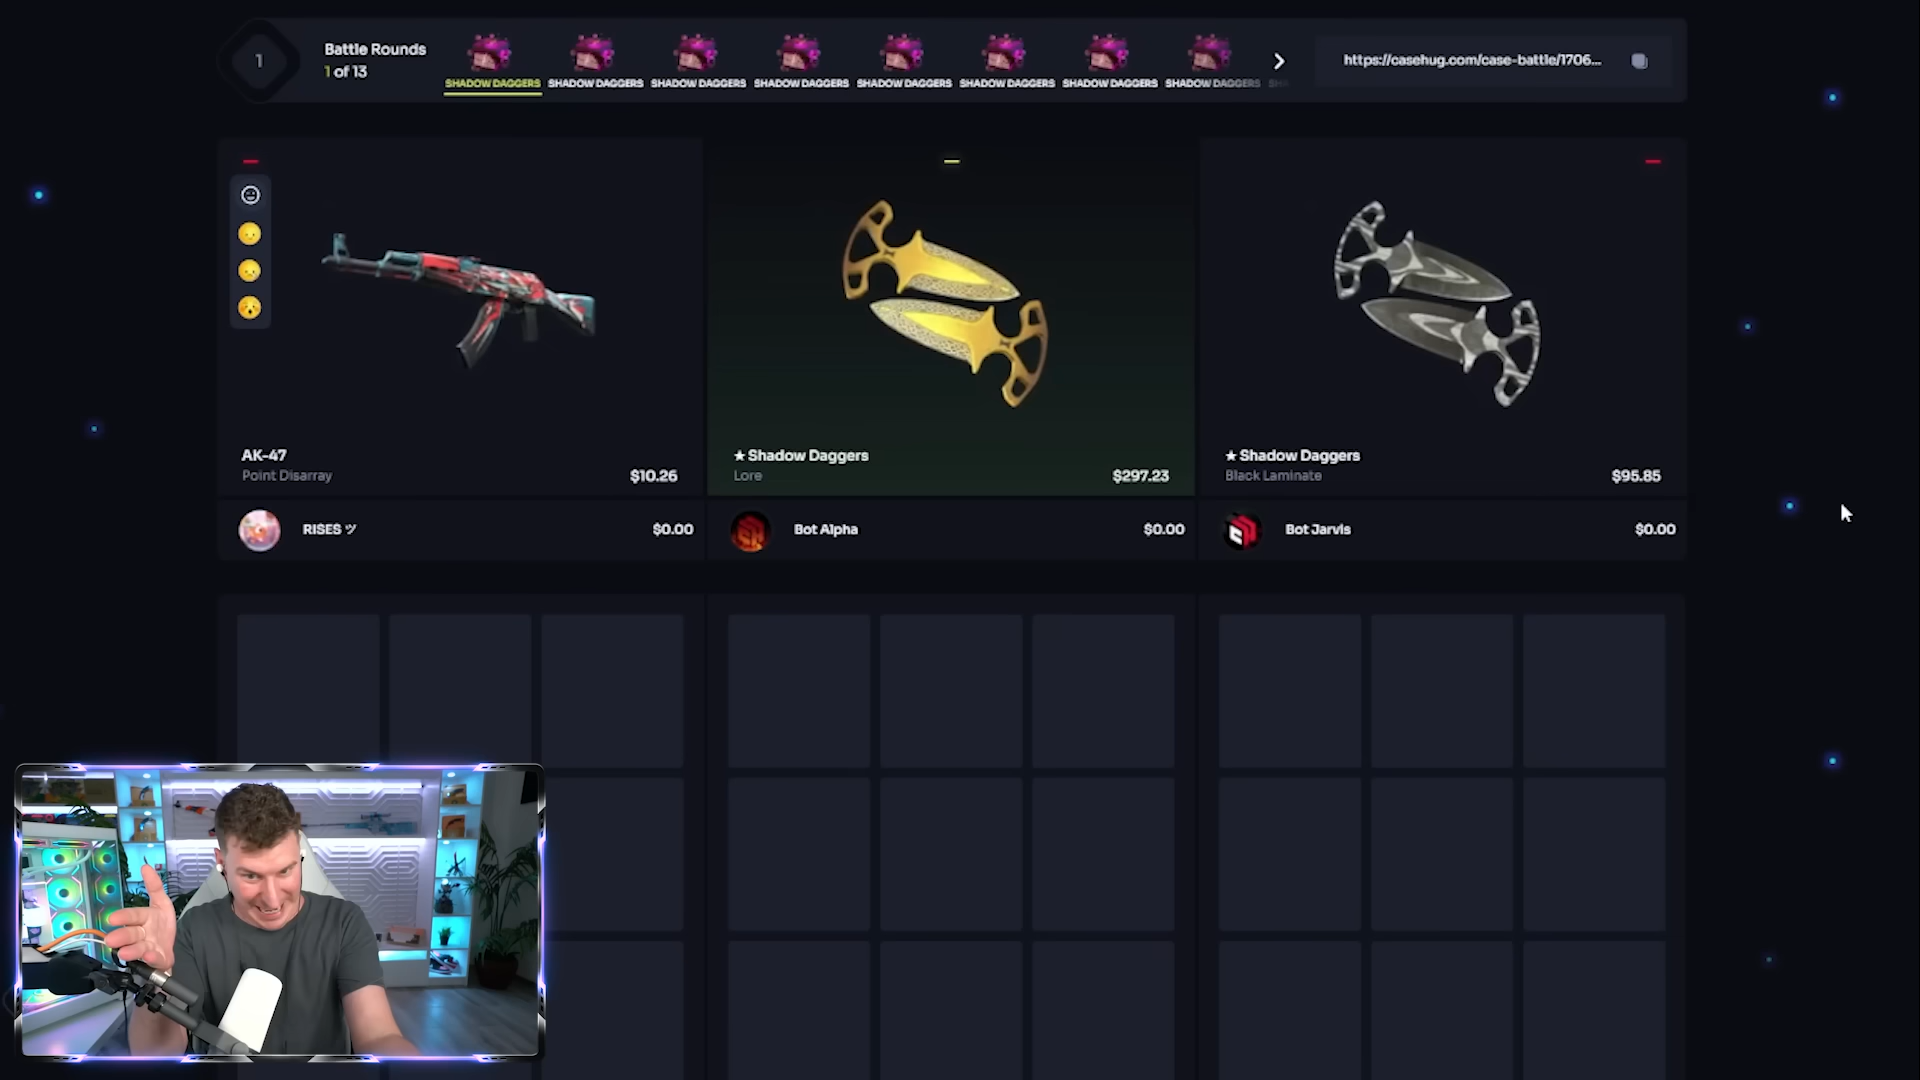 1
Battle Rounds
1 of 13
SHADOW DAGGERS
SHADOW DAGGERS
SHADOW DAGGERS
SHADOW DAGGERS
SHADOW DAGGERS
SHADOW DAGGERS
SHADOW DAGGERS
SHADOW DAGGERS
https://casehug.com/case-battle/1706...
AK-47
Point Disarray
$10.26
★ Shadow Daggers
Lore
$297.23
★ Shadow Daggers
Black Laminate
$95.85
RISES ツ
$0.00
Bot Alpha
$0.00
Bot Jarvis
$0.00